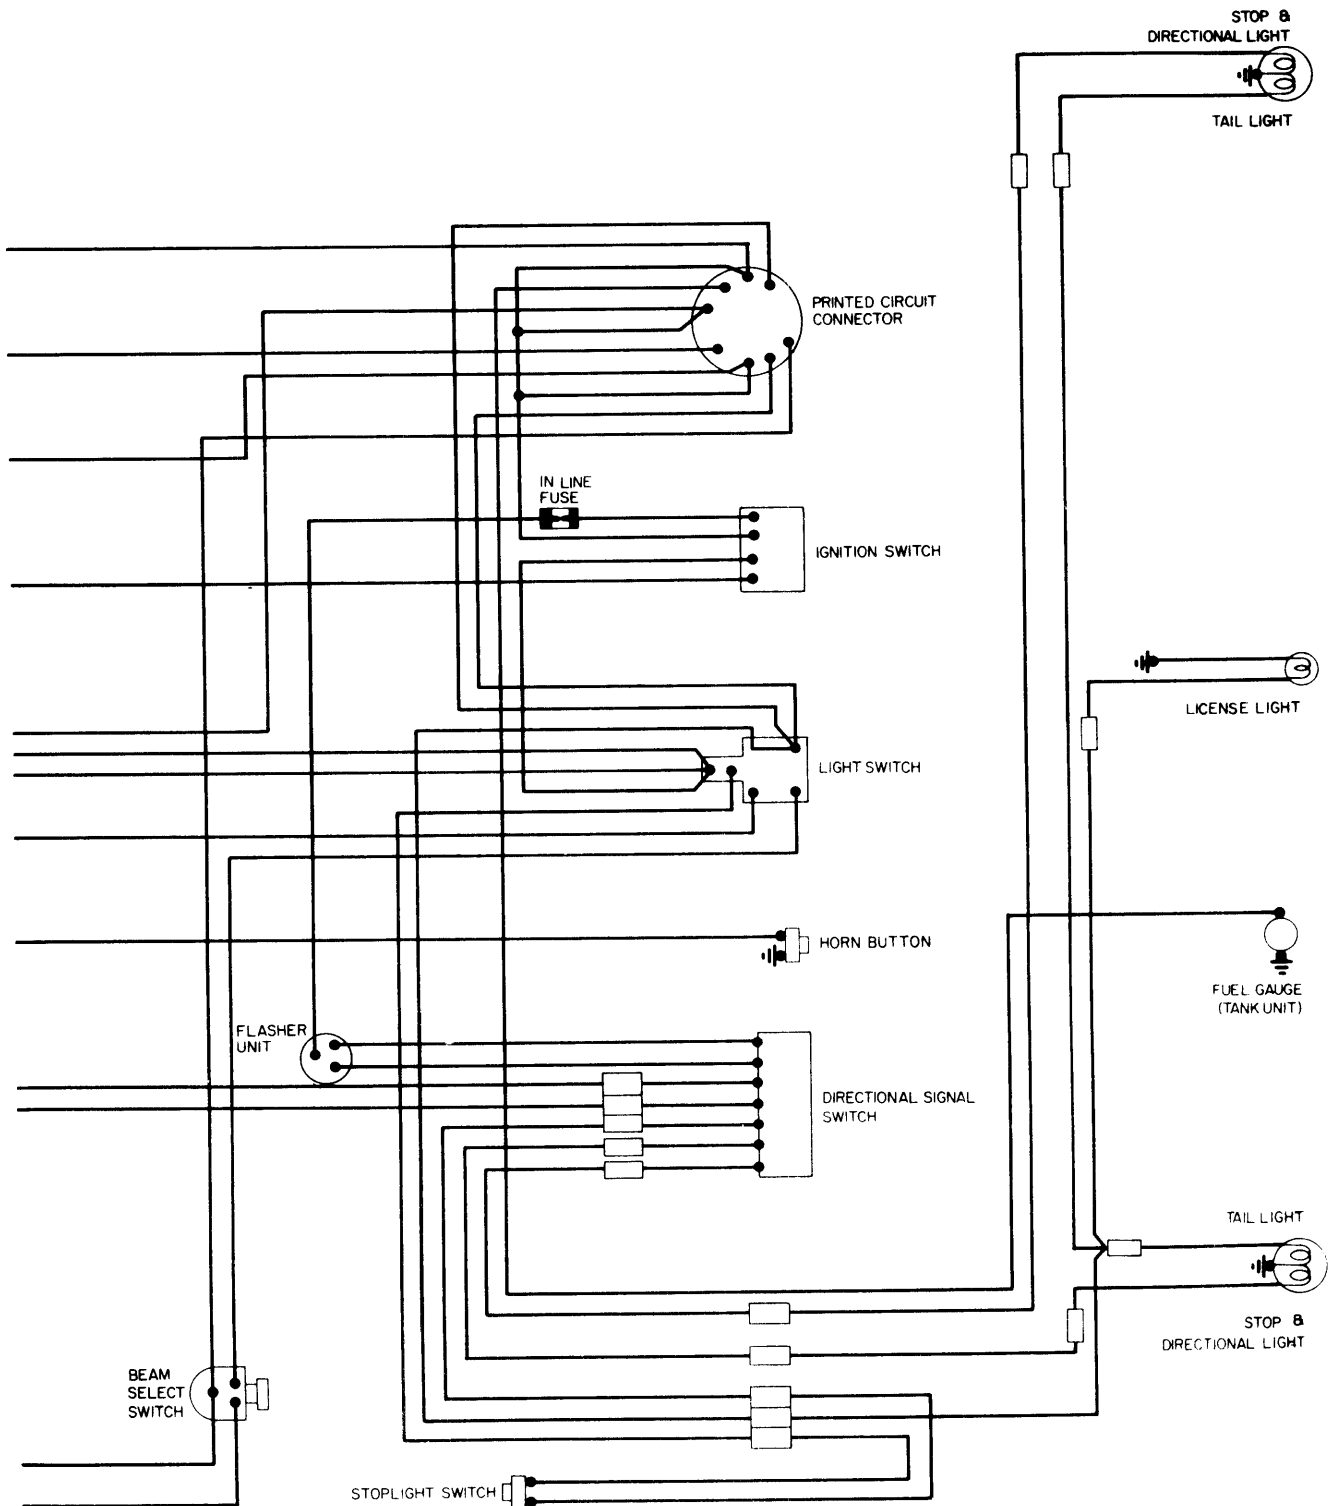 STOP &
DIRECTIONAL LIGHT
TAIL LIGHT
PRINTED CIRCUIT
CONNECTOR
IN LINE
FUSE
IGNITION SWITCH
LICENSE LIGHT
LIGHT SWITCH
HORN BUTTON
FUEL GAUGE
(TANK UNIT)
FLASHER
UNIT
DIRECTIONAL SIGNAL
SWITCH
TAIL LIGHT
STOP &
DIRECTIONAL LIGHT
BEAM
SELECT
SWITCH
STOPLIGHT SWITCH